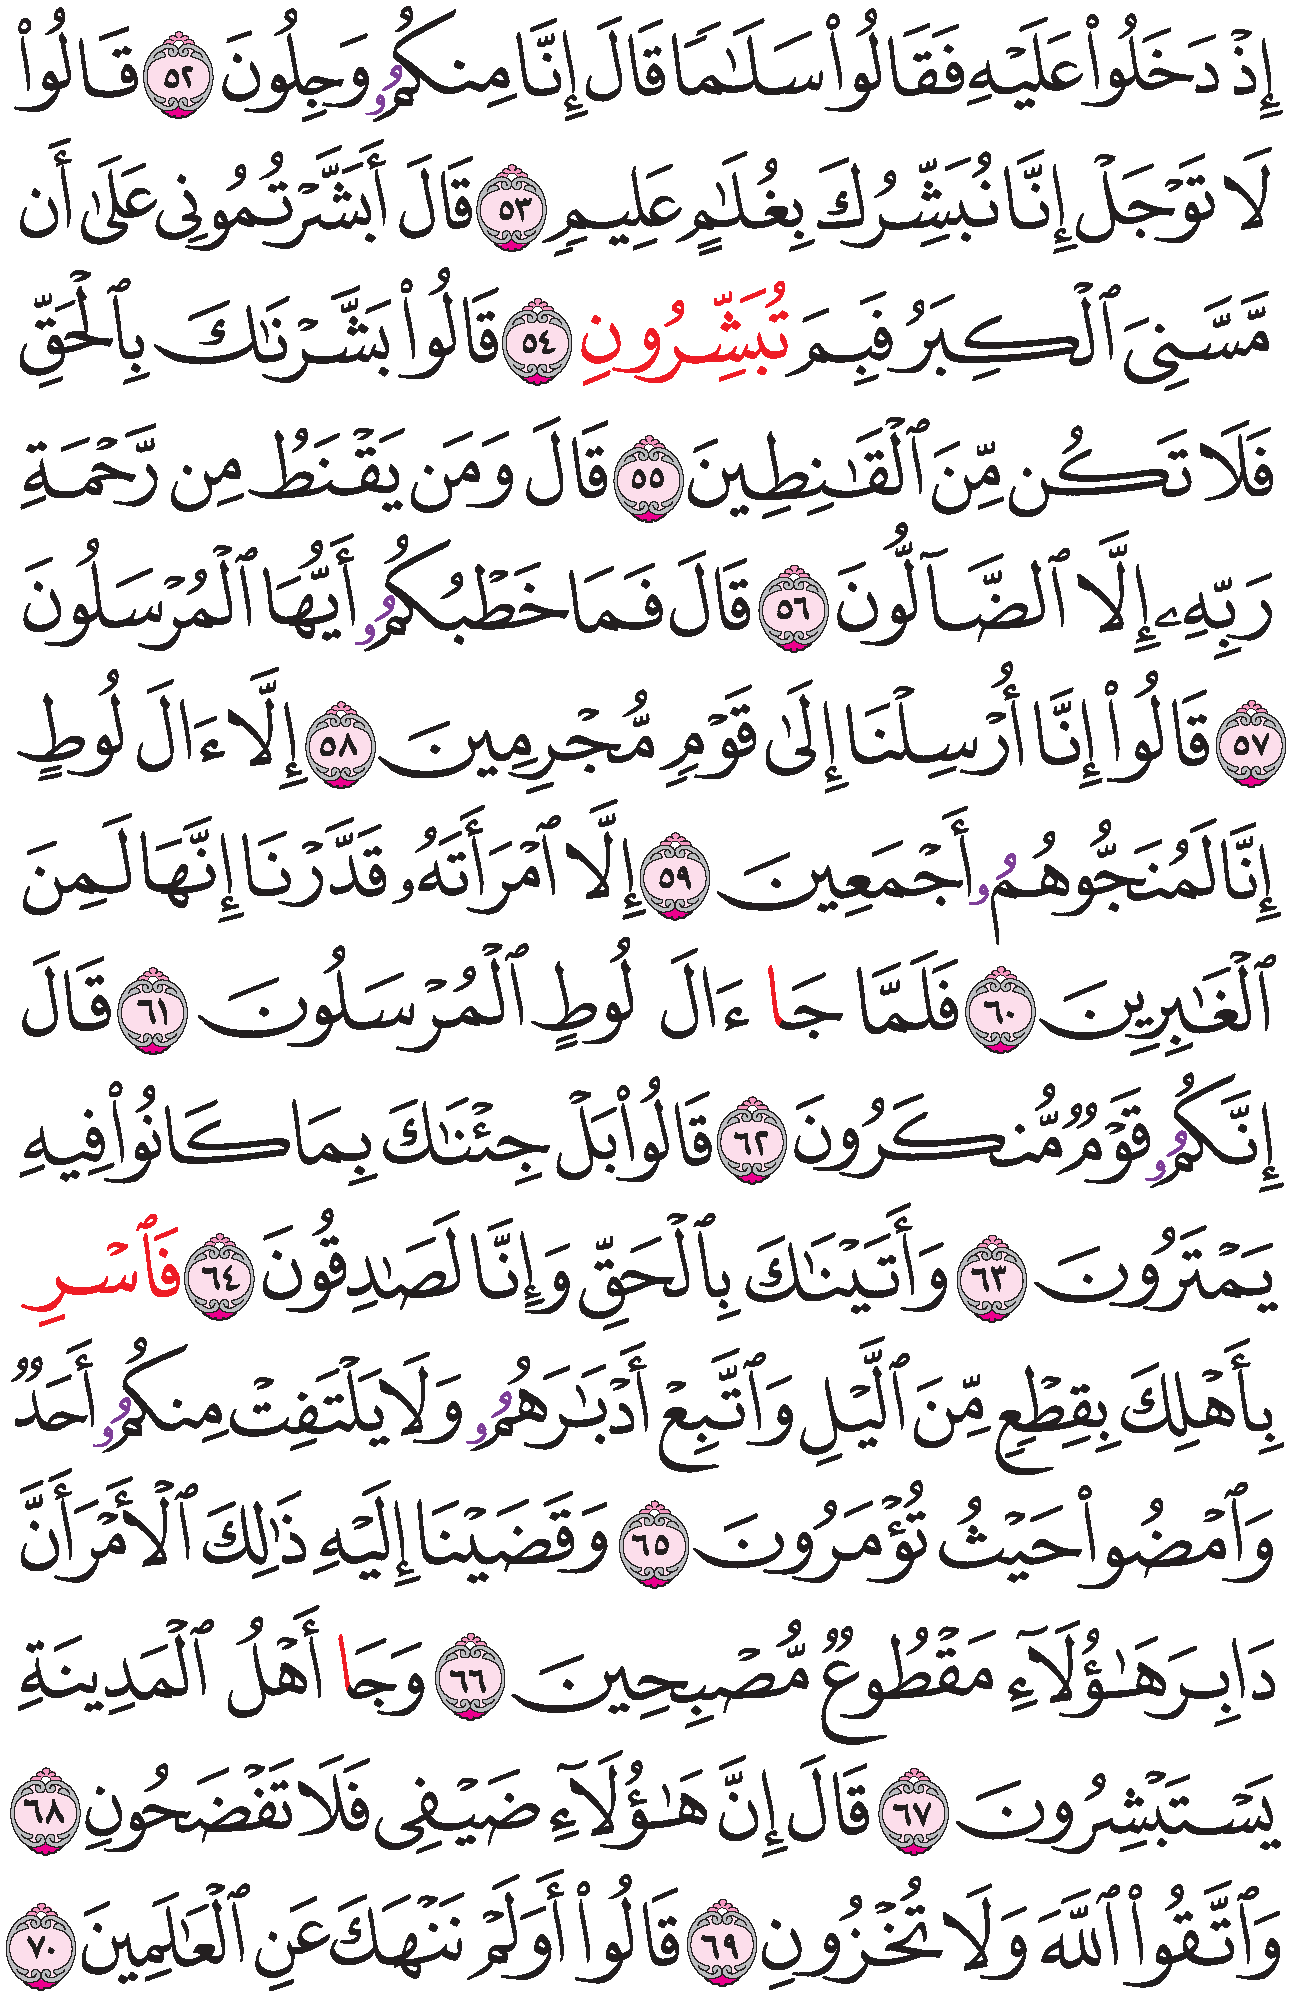 إِذۡ دَخَلُواْ عَلَيۡهِ فَقَالُواْ سَلَٰمٗا قَالَ إِنَّا مِنكُمُۥ وَجِلُونَ ٥٢ قَالُواْ
لَا تَوۡجَلۡ إِنَّا نُبَشِّرُكَ بِغُلَٰمٍ عَلِيمٖ ٥٣ قَالَ أَبَشَّرۡتُمُونِي عَلَىٰ أَن
مَّسَّنِيَ ٱلۡكِبَرُ فَبِمَ تُبَشِّرُونِ ٥٤ قَالُواْ بَشَّرۡنَٰكَ بِٱلۡحَقِّ
فَلَا تَكُن مِّنَ ٱلۡقَٰنِطِينَ ٥٥ قَالَ وَمَن يَقۡنَطُ مِن رَّحۡمَةِ
رَبِّهِۦ إِلَّا ٱلضَّآلُّونَ ٥٦ قَالَ فَمَا خَطۡبُكُمُۥ أَيُّهَا ٱلۡمُرۡسَلُونَ
٥٧ قَالُواْ إِنَّا أُرۡسِلۡنَا إِلَىٰ قَوۡمٖ مُّجۡرِمِينَ ٥٨ إِلَّا ءَالَ لُوطٍ
إِنَّا لَمُنَجُّوهُمُۥ أَجۡمَعِينَ ٥٩ إِلَّا ٱمۡرَأَتَهُۥ قَدَّرۡنَا إِنَّهَا لَمِنَ
ٱلۡغَٰبِرِينَ ٦٠ فَلَمَّا جَا ءَالَ لُوطٍ ٱلۡمُرۡسَلُونَ ٦١ قَالَ
إِنَّكُمُۥ قَوۡمٞ مُّنكَرُونَ ٦٢ قَالُواْ بَلۡ جِئۡنَٰكَ بِمَا كَانُواْ فِيهِ
يَمۡتَرُونَ ٦٣ وَأَتَيۡنَٰكَ بِٱلۡحَقِّ وَإِنَّا لَصَٰدِقُونَ ٦٤ فَٱسۡرِ
بِأَهۡلِكَ بِقِطۡعٖ مِّنَ ٱلَّيۡلِ وَٱتَّبِعۡ أَدۡبَٰرَهُمُۥ وَلَا يَلۡتَفِتۡ مِنكُمُۥ أَحَدٞ
وَٱمۡضُواْ حَيۡثُ تُؤۡمَرُونَ ٦٥ وَقَضَيۡنَا إِلَيۡهِ ذَٰلِكَ ٱلۡأَمۡرَ أَنَّ
دَابِرَ هَٰؤُلَآءِ مَقۡطُوعٞ مُّصۡبِحِينَ ٦٦ وَجَا أَهۡلُ ٱلۡمَدِينَةِ
يَسۡتَبۡشِرُونَ ٦٧ قَالَ إِنَّ هَٰؤُلَآءِ ضَيۡفِي فَلَا تَفۡضَحُونِ ٦٨
وَٱتَّقُواْ ٱللَّهَ وَلَا تُخۡزُونِ ٦٩ قَالُواْ أَوَلَمۡ نَنۡهَكَ عَنِ ٱلۡعَٰلَمِينَ ٧٠